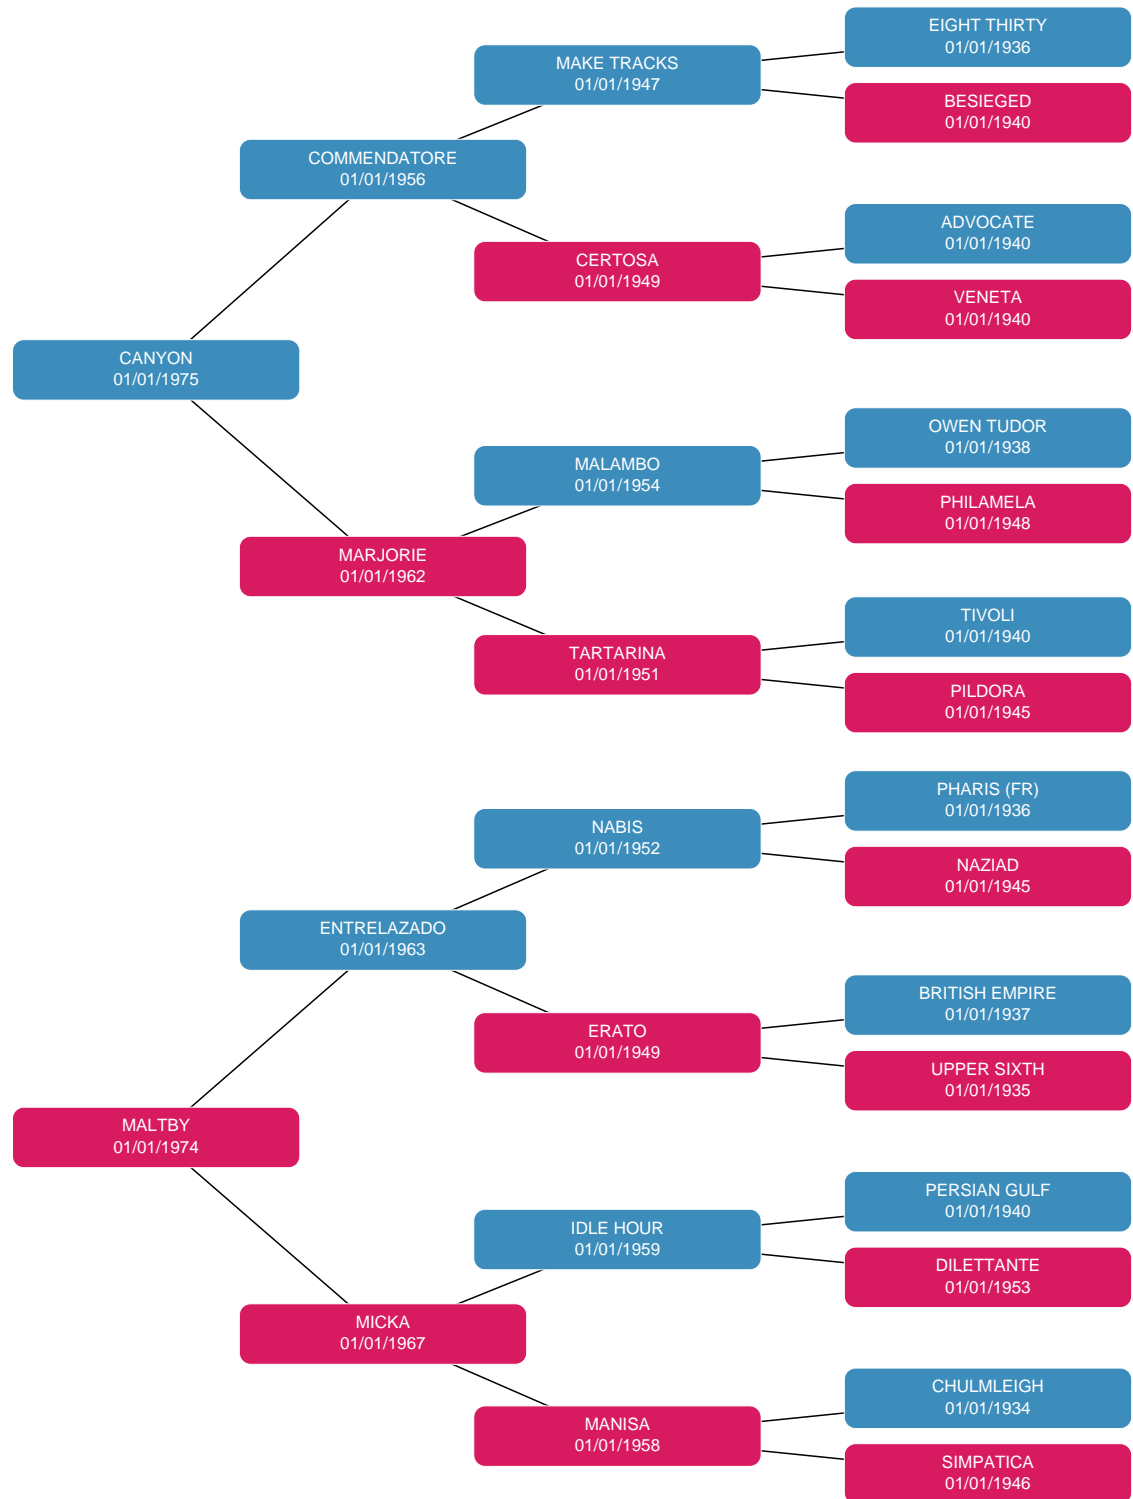 EIGHT THIRTY
01/01/1936
MAKE TRACKS
01/01/1947
BESIEGED
01/01/1940
COMMENDATORE
01/01/1956
ADVOCATE
01/01/1940
CERTOSA
01/01/1949
VENETA
01/01/1940
CANYON
01/01/1975
OWEN TUDOR
01/01/1938
MALAMBO
01/01/1954
PHILAMELA
01/01/1948
MARJORIE
01/01/1962
TIVOLI
01/01/1940
TARTARINA
01/01/1951
PILDORA
01/01/1945
PHARIS (FR)
01/01/1936
NABIS
01/01/1952
NAZIAD
01/01/1945
ENTRELAZADO
01/01/1963
BRITISH EMPIRE
01/01/1937
ERATO
01/01/1949
UPPER SIXTH
01/01/1935
MALTBY
01/01/1974
PERSIAN GULF
01/01/1940
IDLE HOUR
01/01/1959
DILETTANTE
01/01/1953
MICKA
01/01/1967
CHULMLEIGH
01/01/1934
MANISA
01/01/1958
SIMPATICA
01/01/1946